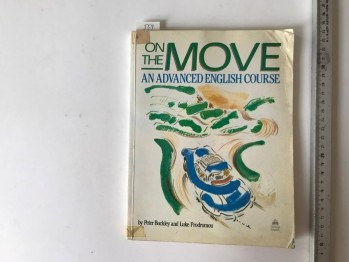 ON
THE
MOVE
AN ADVANCED ENGLISH COURSE
by Peter Buckley and Luke Prodromou